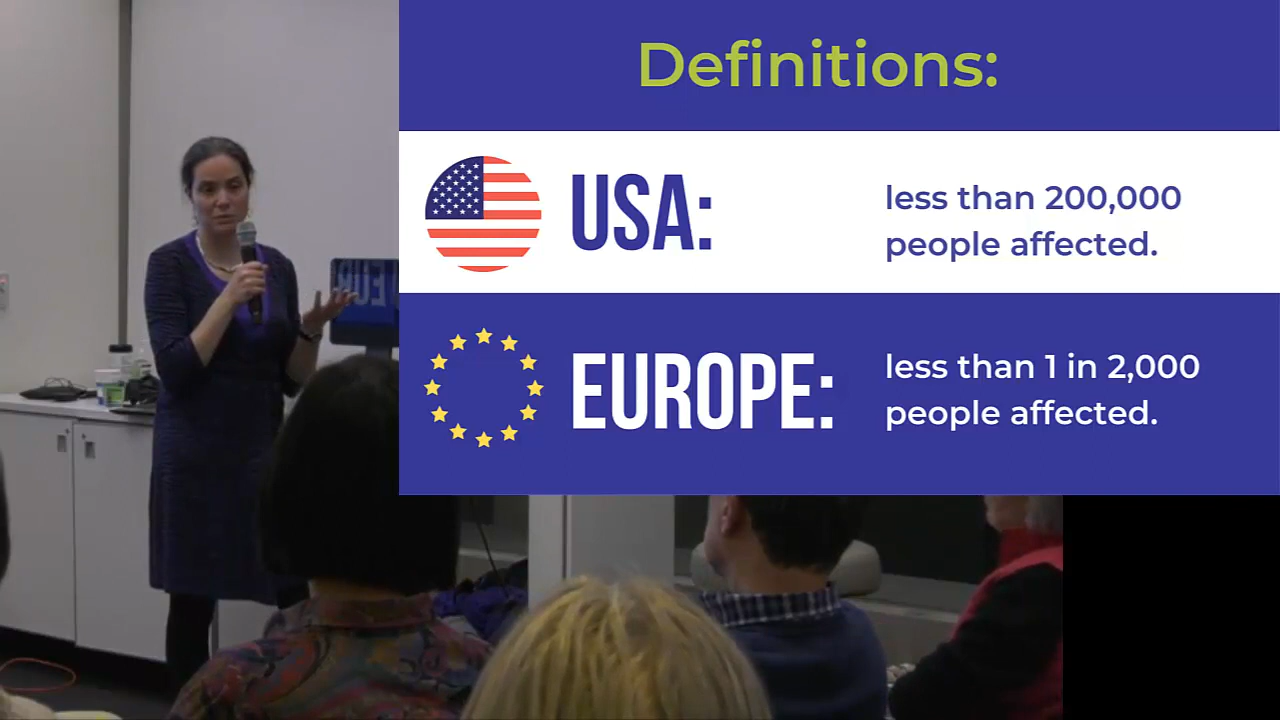 Definitions:
USA:
less than 200,000
people affected.
EUROPE:
less than 1 in 2,000
people affected.